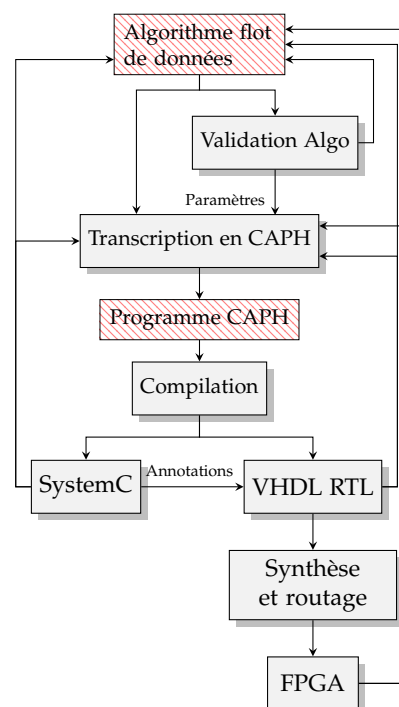 Algorithme flot
de données
Validation Algo
Paramètres
Transcription en CAPH
Programme CAPH
Compilation
Annotations
SystemC
VHDL RTL
Synthèse
et routage
FPGA